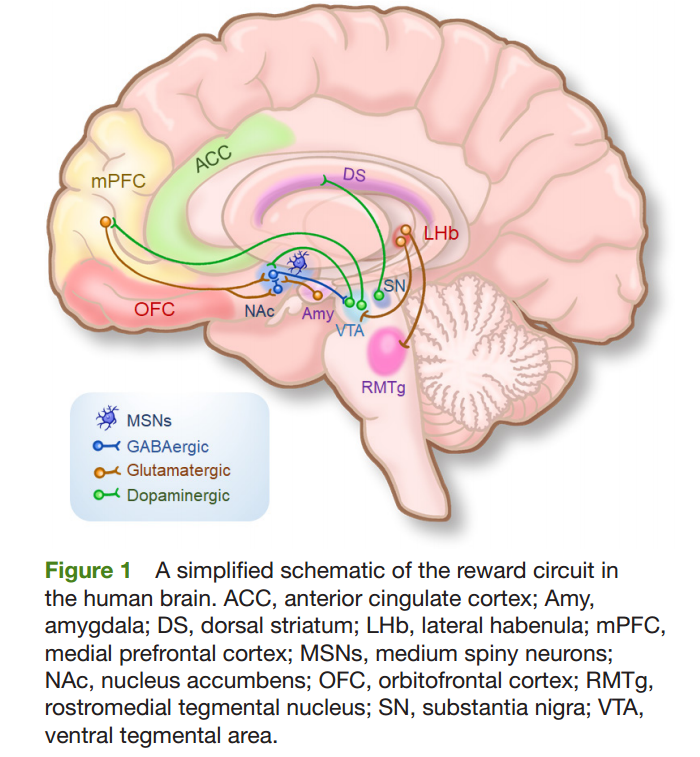 ACC
mPFC
DS
LHb
SN
OFC
NAc
Amy
VTA
RMTg
MSNs
GABAergic
Glutamatergic
Dopaminergic
Figure 1 A simplified schematic of the reward circuit in
the human brain. ACC, anterior cingulate cortex; Amy,
amygdala; DS, dorsal striatum; LHb, lateral habenula; mPFC,
medial prefrontal cortex; MSNs, medium spiny neurons;
NAc, nucleus accumbens; OFC, orbitofrontal cortex; RMTg,
rostromedial tegmental nucleus; SN, substantia nigra; VTA,
ventral tegmental area.